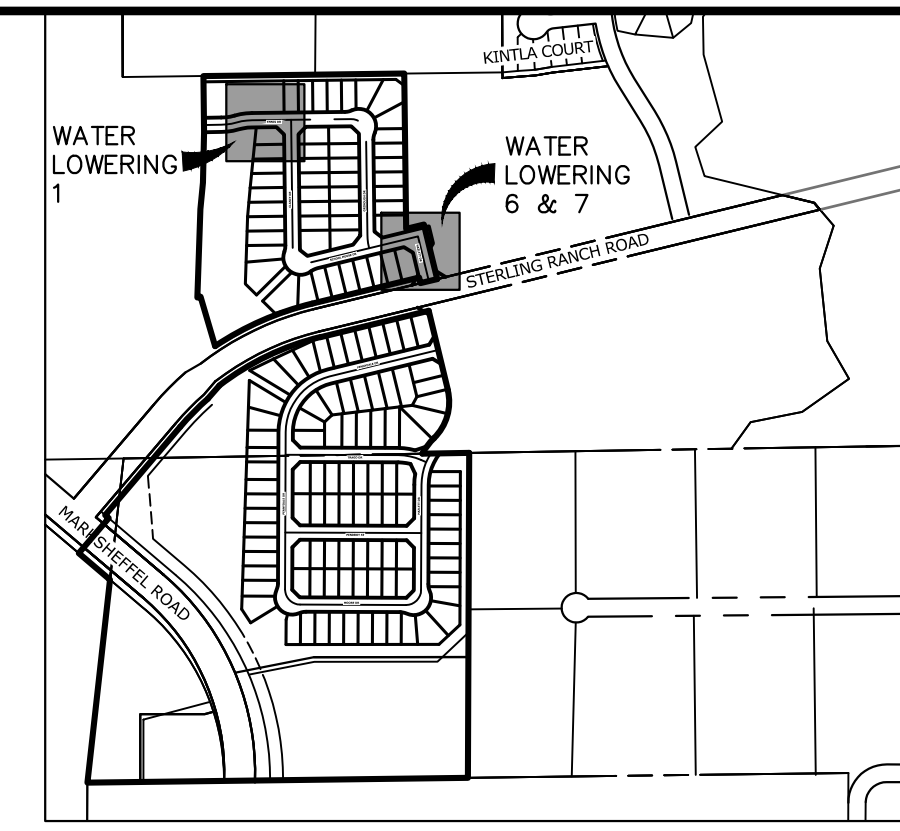 KINTLA COURT
WATER
LOWERING
1
WATER
LOWERING
6 & 7
STERLING RANCH ROAD
MARKSHEFFEL ROAD